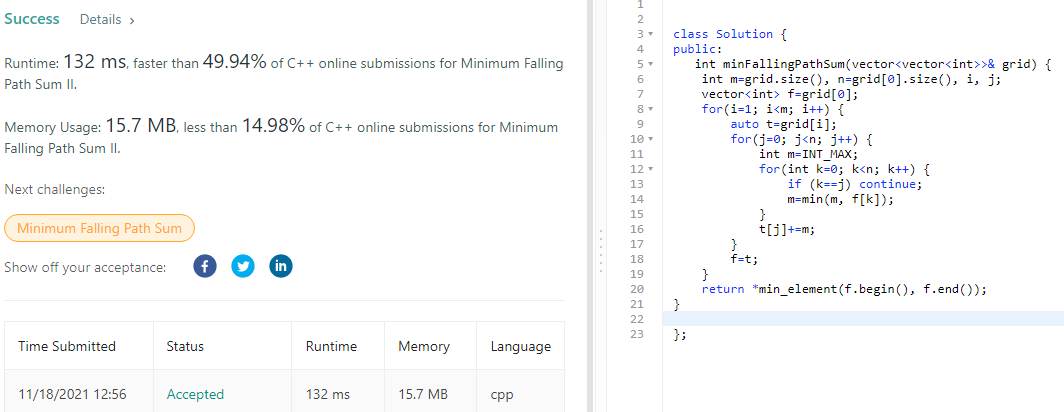 Success Details >
Runtime: 132 ms, faster than 49.94% of C++ online submissions for Minimum Falling
Path Sum II.
Memory Usage: 15.7 MB, less than 14.98% of C++ online submissions for Minimum
Falling Path Sum II.
Next challenges:
Minimum Falling Path Sum
Show off your acceptance:
Time Submitted Status Runtime Memory Language
11/18/2021 12:56 Accepted 132 ms 15.7 MB cpp
1
2
3 class Solution {
4 public:
5 int minFallingPathSum(vector<vector<int>>& grid) {
6 int m=grid.size(), n=grid[0].size(), i, j;
7 vector<int> f=grid[0];
8 for(i=1; i<m; i++) {
9 auto t=grid[i];
10 for(j=0; j<n; j++) {
11 int m=INT_MAX;
12 for(int k=0; k<n; k++) {
13 if (k==j) continue;
14 m=min(m, f[k]);
15 }
16 t[j]+=m;
17 }
18 f=t;
19 }
20 return *min_element(f.begin(), f.end());
21 }
22
23 };